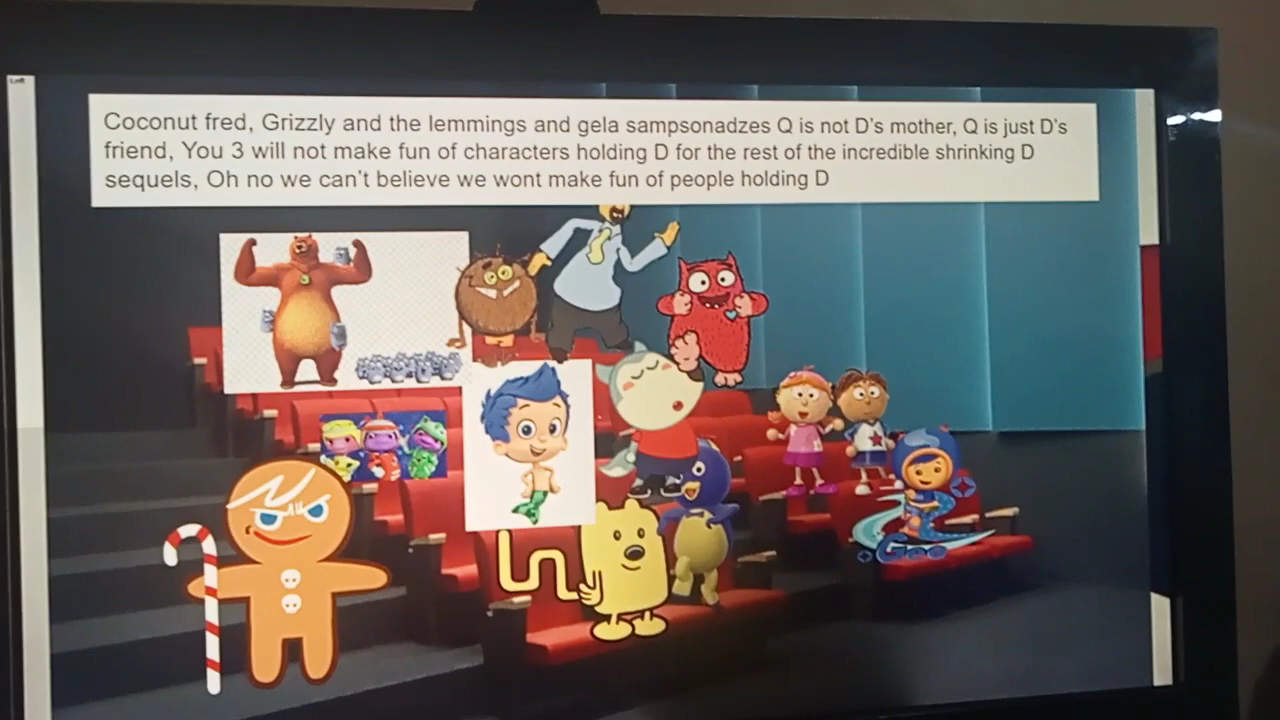 Left
Coconut fred, Grizzly and the lemmings and gela sampsonadzes Q is not D's mother, Q is just D's
friend, You 3 will not make fun of characters holding D for the rest of the incredible shrinking D
sequels, Oh no we can't believe we wont make fun of people holding D
Geo